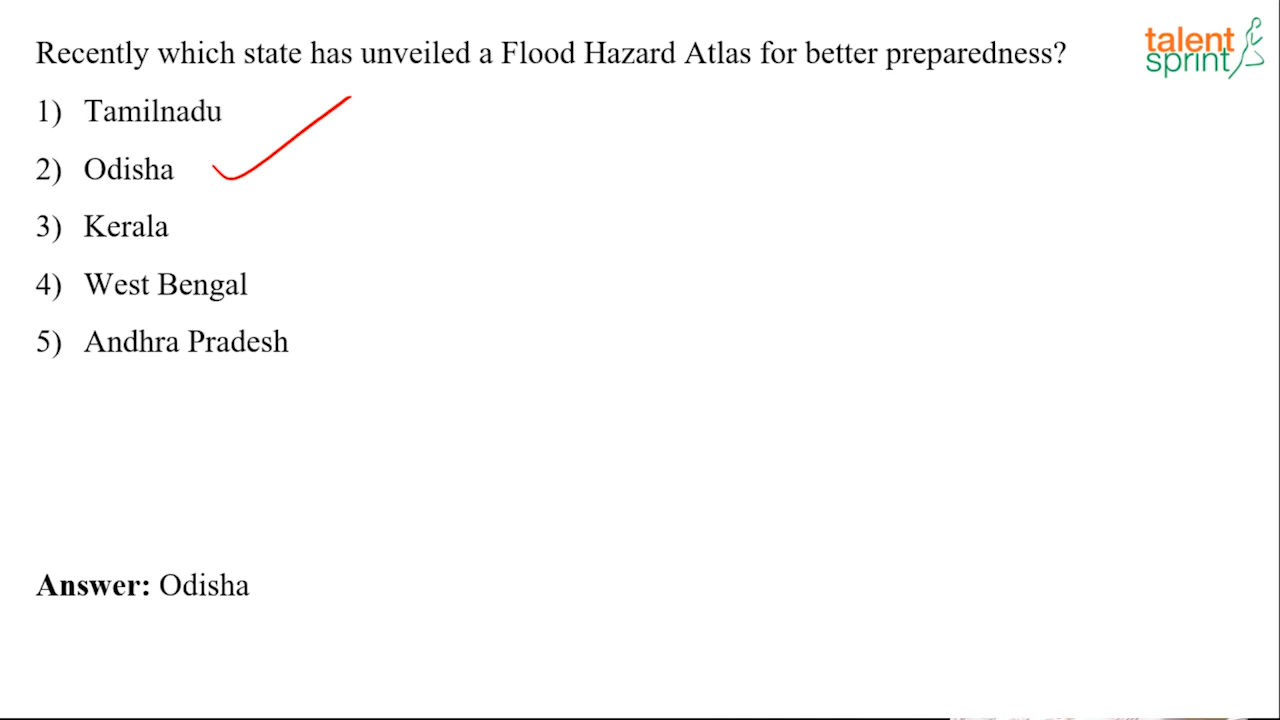 Recently which state has unveiled a Flood Hazard Atlas for better preparedness?
talent
sprint
1) Tamilnadu
2) Odisha
3) Kerala
4) West Bengal
5) Andhra Pradesh
Answer: Odisha